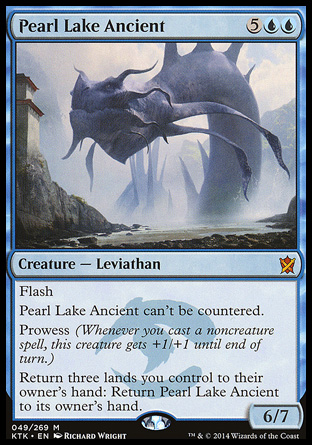 Pearl Lake Ancient 5
Creature — Leviathan
Flash
Pearl Lake Ancient can't be countered.
Prowess (Whenever you cast a noncreature
spell, this creature gets +1/+1 until end of
turn.)
Return three lands you control to their
owner's hand: Return Pearl Lake Ancient
to its owner's hand.
6/7
049/269 M
KTK • EN Richard Wright ™ & © 2014 Wizards of the Coast